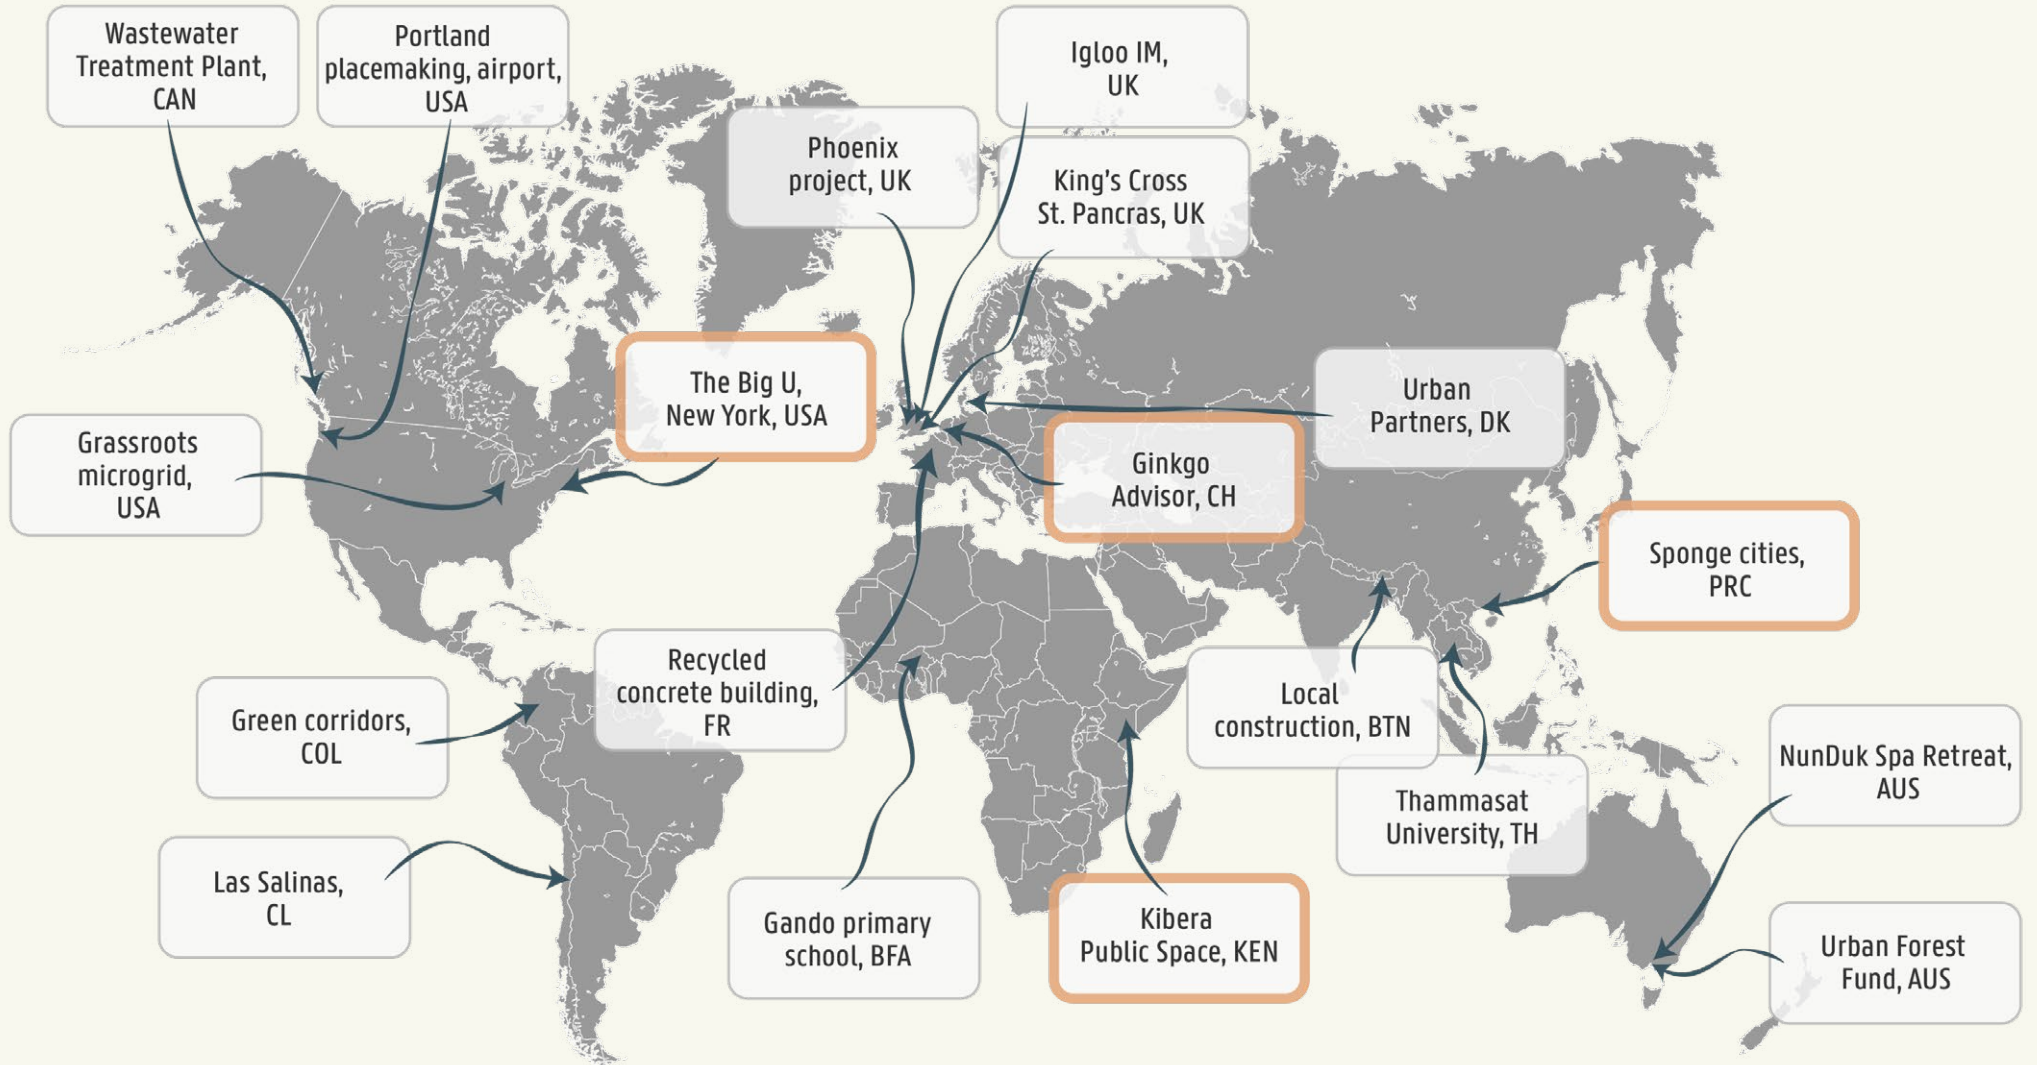 Wastewater
Treatment Plant,
CAN
Portland
placemaking, airport,
USA
Igloo IM,
UK
Phoenix
project, UK
King's Cross
St. Pancras, UK
The Big U,
New York, USA
Urban
Partners, DK
Grassroots
microgrid,
USA
Ginkgo
Advisor, CH
Sponge cities,
PRC
Recycled
concrete building,
FR
Local
construction, BTN
Green corridors,
COL
NunDuk Spa Retreat,
AUS
Thammasat
University, TH
Las Salinas,
CL
Gando primary
school, BFA
Kibera
Public Space, KEN
Urban Forest
Fund, AUS